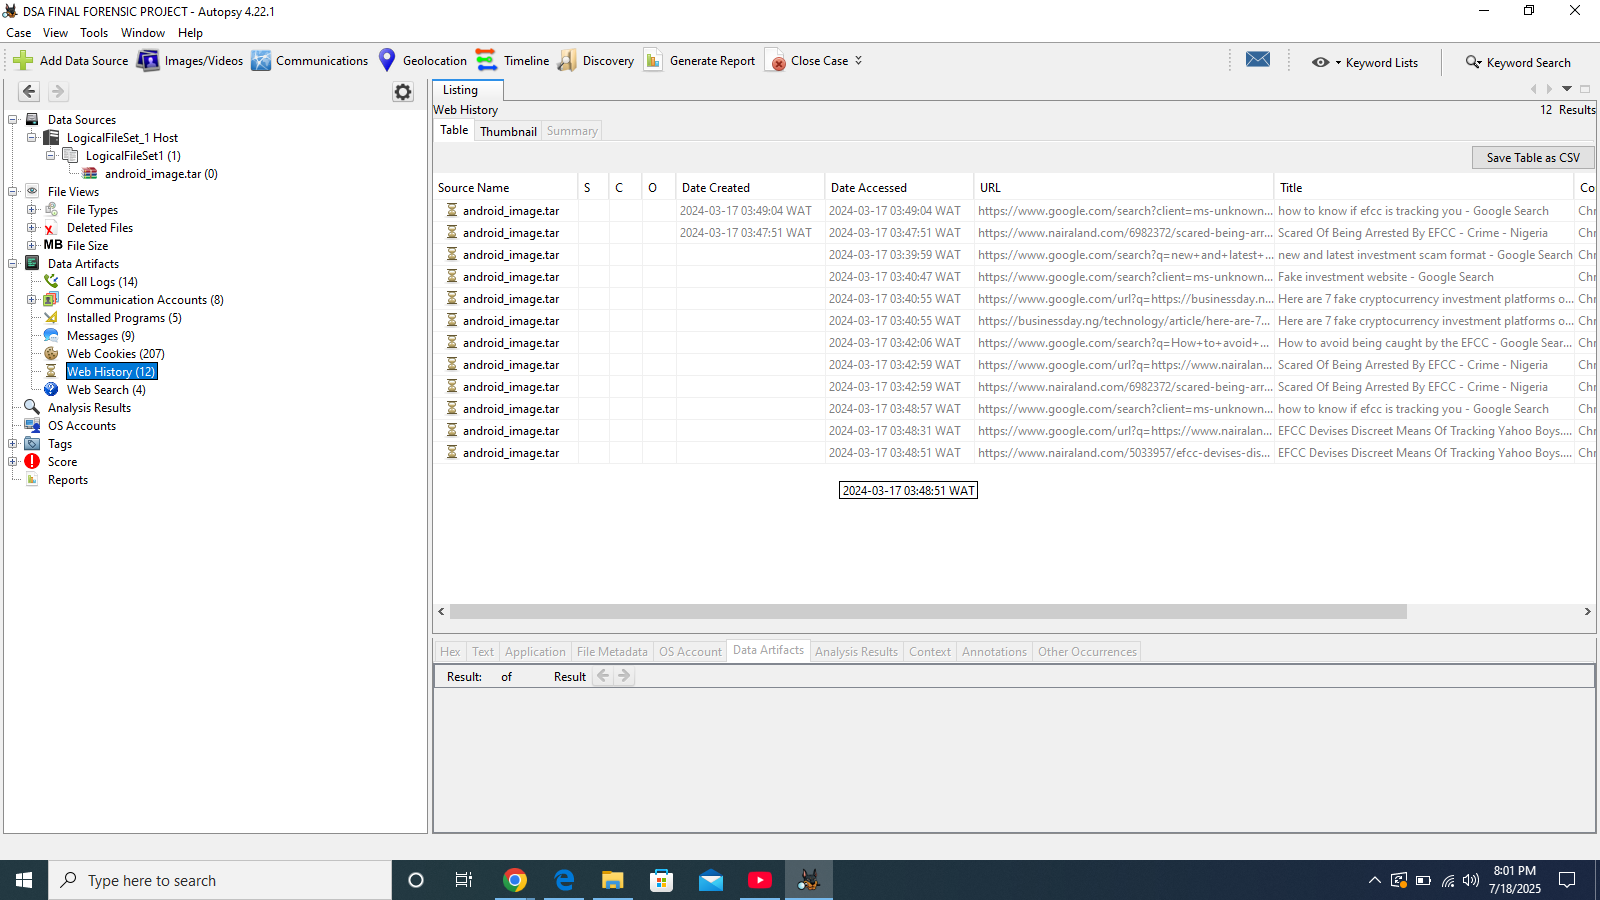 DSA FINAL FORENSIC PROJECT - Autopsy 4.22.1
Case View Tools Window Help
Add Data Source Images/Videos Communications Geolocation Timeline Discovery Generate Report Close Case Keyword Lists Keyword Search
Data Sources
LogicalFileSet_1 Host
LogicalFileSet1 (1)
android_image.tar (0)
File Views
File Types
Deleted Files
MB File Size
Data Artifacts
Call Logs (14)
Communication Accounts (8)
Installed Programs (5)
Messages (9)
Web Cookies (207)
Web History (12)
Web Search (4)
Analysis Results
OS Accounts
Tags
Score
Reports
Listing
Web History 12 Results
Table Thumbnail Summary
Save Table as CSV
Source Name S C O Date Created Date Accessed URL Title Co
android_image.tar 2024-03-17 03:49:04 WAT 2024-03-17 03:49:04 WAT https://www.google.com/search?client=ms-unknown... how to know if efcc is tracking you - Google Search Chr
android_image.tar 2024-03-17 03:47:51 WAT 2024-03-17 03:47:51 WAT https://www.nairaland.com/6982372/scared-being-arr... Scared Of Being Arrested By EFCC - Crime - Nigeria Chr
android_image.tar 2024-03-17 03:39:59 WAT https://www.google.com/search?q=new+and+latest+... new and latest investment scam format - Google Search Chr
android_image.tar 2024-03-17 03:40:47 WAT https://www.google.com/search?client=ms-unknown... Fake investment website - Google Search Chr
android_image.tar 2024-03-17 03:40:55 WAT https://www.google.com/url?q=https://businessday.n... Here are 7 fake cryptocurrency investment platforms o... Chr
android_image.tar 2024-03-17 03:40:55 WAT https://businessday.ng/technology/article/here-are-7... Here are 7 fake cryptocurrency investment platforms o... Chr
android_image.tar 2024-03-17 03:42:06 WAT https://www.google.com/search?q=How+to+avoid+... How to avoid being caught by the EFCC - Google Sear... Chr
android_image.tar 2024-03-17 03:42:59 WAT https://www.google.com/url?q=https://www.nairalan... Scared Of Being Arrested By EFCC - Crime - Nigeria Chr
android_image.tar 2024-03-17 03:42:59 WAT https://www.nairaland.com/6982372/scared-being-arr... Scared Of Being Arrested By EFCC - Crime - Nigeria Chr
android_image.tar 2024-03-17 03:48:57 WAT https://www.google.com/search?client=ms-unknown... how to know if efcc is tracking you - Google Search Chr
android_image.tar 2024-03-17 03:48:31 WAT https://www.google.com/url?q=https://www.nairalan... EFCC Devises Discreet Means Of Tracking Yahoo Boys.... Chr
android_image.tar 2024-03-17 03:48:51 WAT https://www.nairaland.com/5033957/efcc-devises-dis... EFCC Devises Discreet Means Of Tracking Yahoo Boys.... Chr
2024-03-17 03:48:51 WAT
Hex Text Application File Metadata OS Account Data Artifacts Analysis Results Context Annotations Other Occurrences
Result: of Result
Type here to search
8:01 PM
7/18/2025